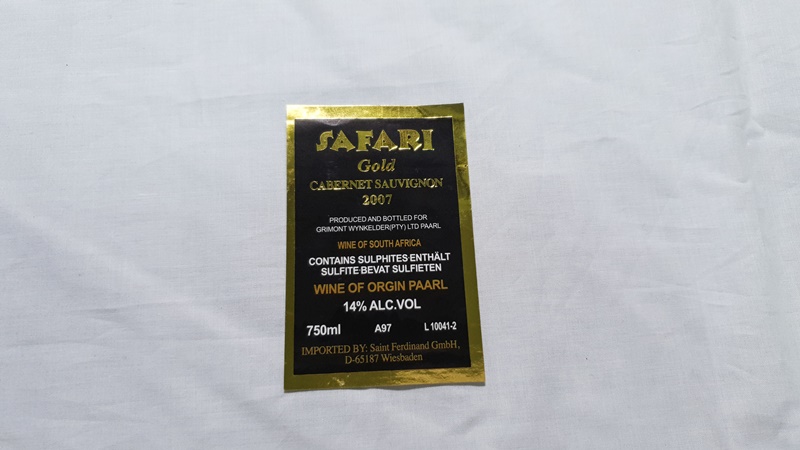 SAFARI
Gold
CABERNET SAUVIGNON
2007
PRODUCED AND BOTTLED FOR
GRIMONT WYNKELDER(PTY) LTD PAARL
WINE OF SOUTH AFRICA
CONTAINS SULPHITES·ENTHÄLT
SULFITE·BEVAT SULFIETEN
WINE OF ORGIN PAARL
14% ALC.VOL
750ml A97 L 10041-2
IMPORTED BY: Saint Ferdinand GmbH,
D-65187 Wiesbaden